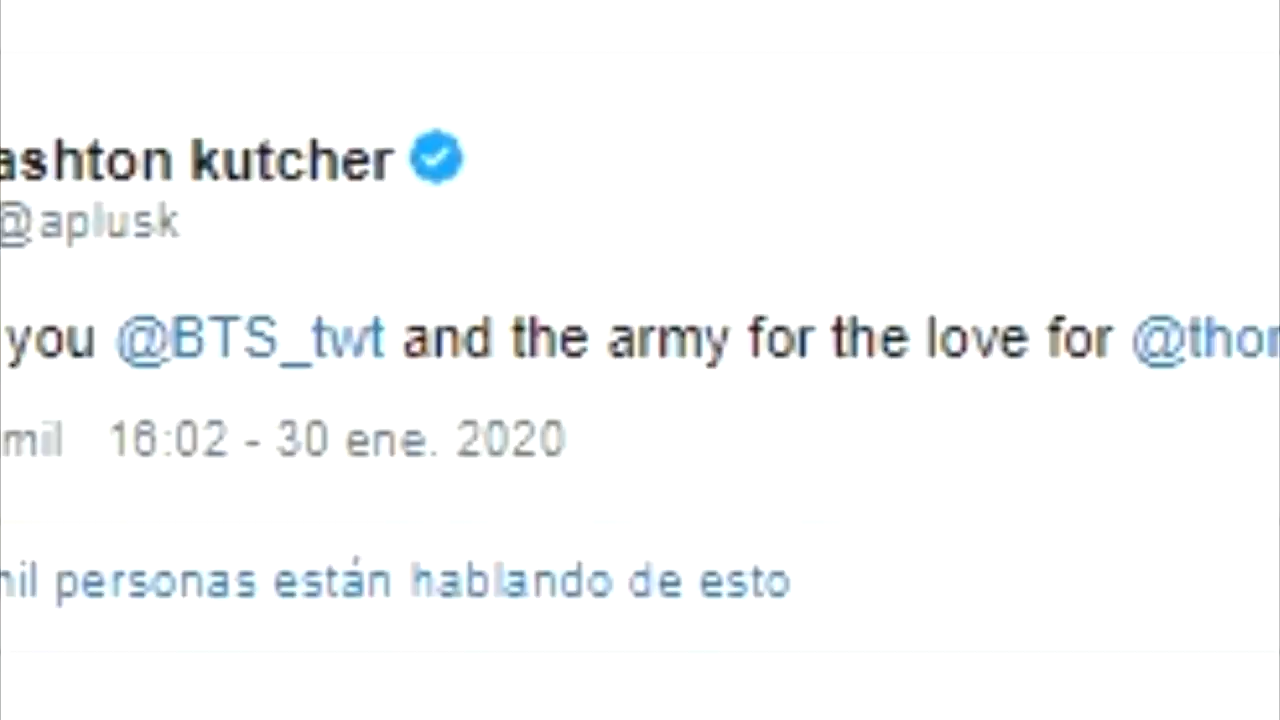 ashton kutcher
@aplusk
you @BTS_twt and the army for the love for @thor
mil 16:02 - 30 ene. 2020
mil personas están hablando de esto